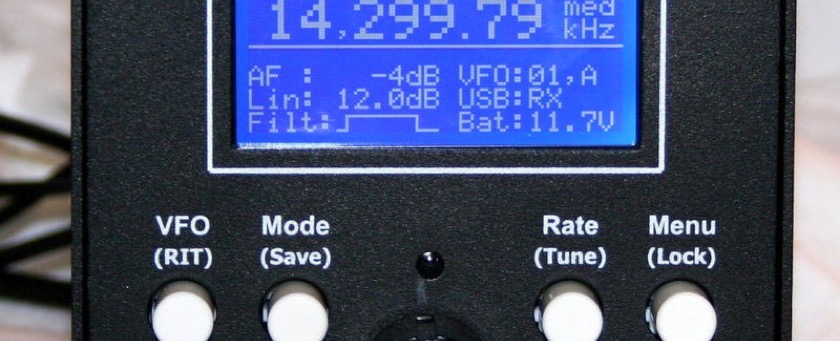 14,299.79 med
kHz
AF : -4dB VFO:01,A
Lin: 12.0dB USB:RX
Filt: Bat:11.7V
VFO Mode Rate Menu
(RIT) (Save) (Tune) (Lock)